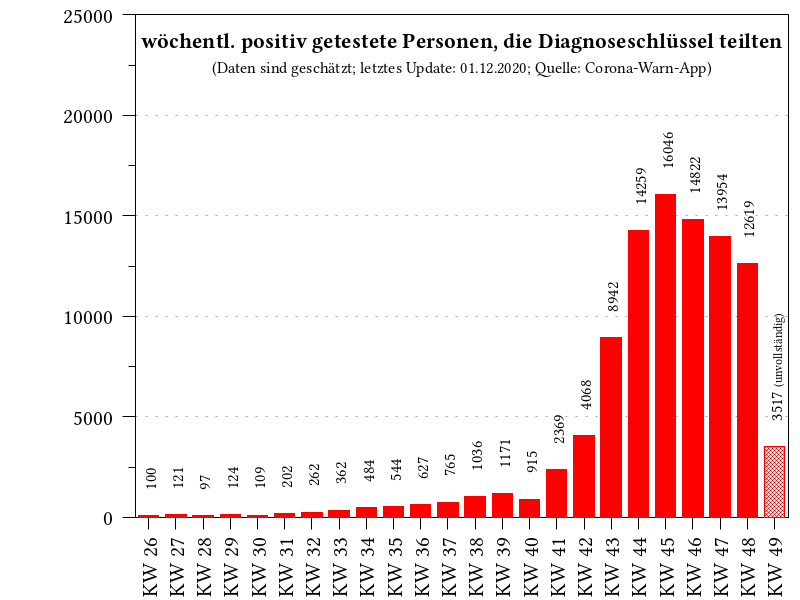 wöchentl. positiv getestete Personen, die Diagnoseschlüssel teilten
(Daten sind geschätzt; letztes Update: 01.12.2020; Quelle: Corona-Warn-App)
25000
20000
15000
10000
5000
0
100
121
97
124
109
202
262
362
484
544
627
765
1036
1171
915
2369
4068
8942
14259
16046
14822
13954
12619
3517 (unvollständig)
KW 26
KW 27
KW 28
KW 29
KW 30
KW 31
KW 32
KW 33
KW 34
KW 35
KW 36
KW 37
KW 38
KW 39
KW 40
KW 41
KW 42
KW 43
KW 44
KW 45
KW 46
KW 47
KW 48
KW 49